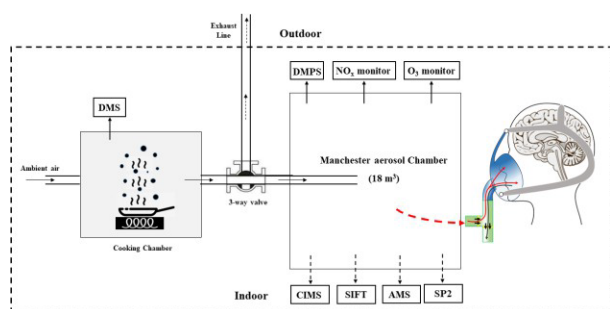 Exhaust
Line
Outdoor
DMPS
NOx monitor
O3 monitor
DMS
Ambient air
Manchester aerosol Chamber
(18 m³)
3-way valve
Cooking Chamber
Indoor
CIMS
SIFT
AMS
SP2